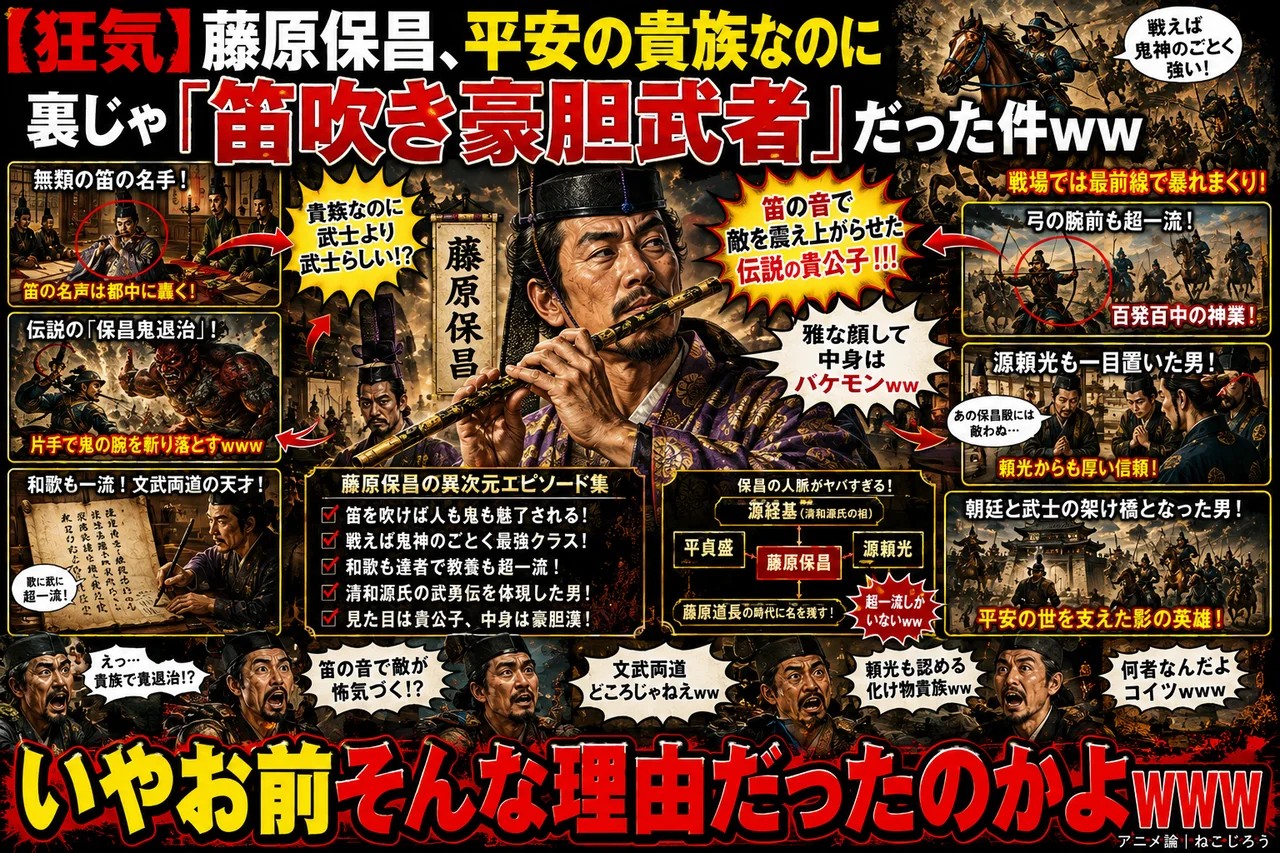 【狂気】藤原保昌、平安の貴族なのに
裏じゃ「笛吹き豪胆武者」だった件ww
戦えば
鬼神のごとく
強い!
戦場では最前線で暴れまくり!
無類の笛の名手!
笛の名声は都中に轟く!
貴族なのに
武士より
武士らしい!?
藤原保昌
笛の音で
敵を震え上がらせた
伝説の貴公子!!!
弓の腕前も超一流!
百発百中の神業!
伝説の「保昌鬼退治」!
片手で鬼の腕を斬り落とすwww
雅な顔して
中身は
バケモンww
源頼光も一目置いた男!
あの保昌殿には
敵わぬ…
頼光からも厚い信頼!
和歌も一流!文武両道の天才!
歌に武に
超一流!
藤原保昌の異次元エピソード集
笛を吹けば人も鬼も魅了される!
戦えば鬼神のごとく最強クラス!
和歌も達者で教養も超一流!
清和源氏の武勇伝を体現した男!
見た目は貴公子、中身は豪胆漢!
保昌の人脈がヤバすぎる!
源経基(清和源氏の祖)
平貞盛
藤原保昌
源頼光
藤原道長の時代に名を残す!
超一流しか
いないww
朝廷と武士の架け橋となった男!
平安の世を支えた影の英雄!
えっ…
貴族で退治!?
笛の音で敵が
怖気づく!?
文武両道
どころじゃねえww
頼光も認める
化け物貴族ww
何者なんだよ
コイツwww
いやお前そんな理由だったのかよwww
アニメ論|ねこじろう